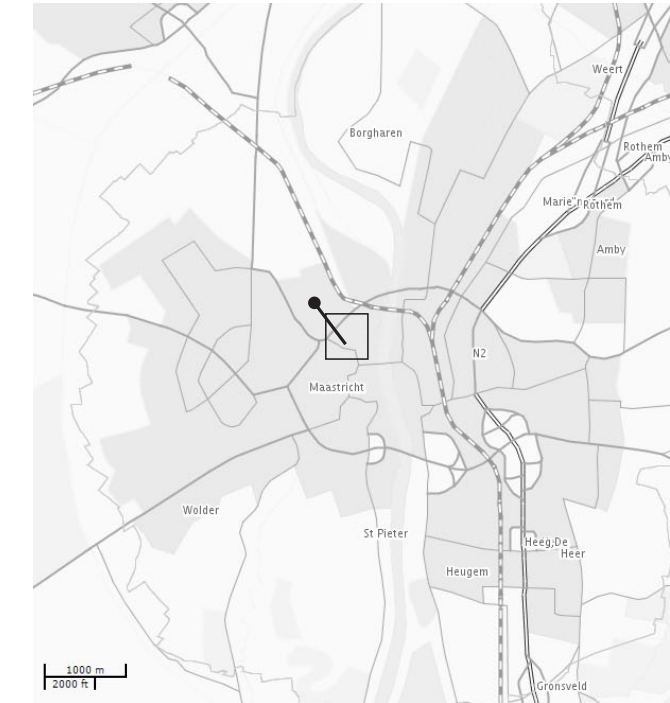 Weert
Borgharen
Rothem
Amby
Rothem
Amby
N2
Maastricht
Wolder
St Pieter
Heeg;De
Heer
Heugem
1000 m
2000 ft
Gronsveld